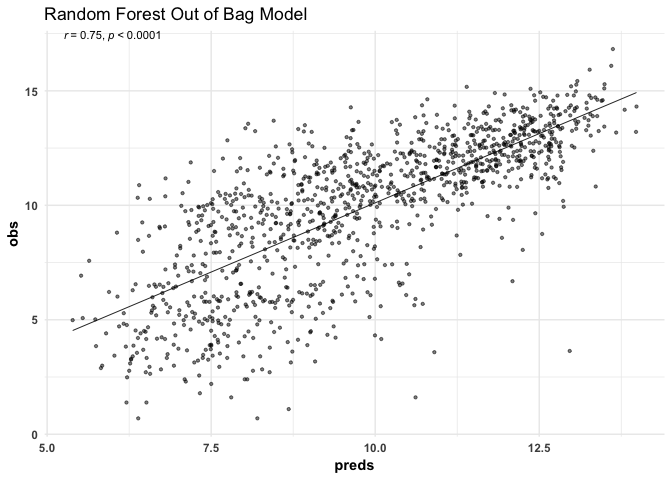 Random Forest Out of Bag Model
r = 0.75, p < 0.0001
15
10
5
0
obs
5.0 7.5 10.0 12.5
preds